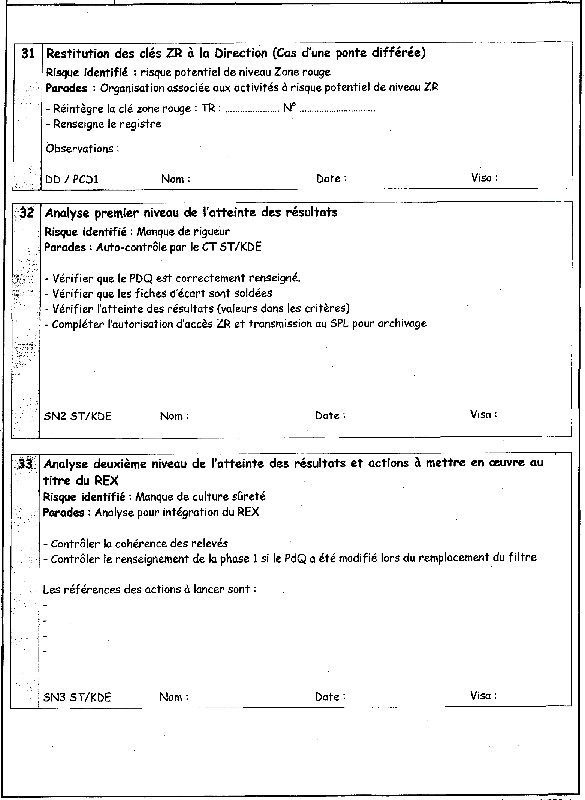 31 Restitution des clés ZR à la Direction (Cas d'une ponte différée)
Risque identifié : risque potentiel de niveau Zone rouge
Parades : Organisation associée aux activités à risque potentiel de niveau ZR
- Réintègre la clé zone rouge : TR : ..................... N° .............................
- Renseigne le registre
Observations :
DD / PCD1 Nom : Date : Visa :
32 Analyse premier niveau de l'atteinte des résultats
Risque identifié : Manque de rigueur
Parades : Auto-contrôle par le CT ST/KDE
- Vérifier que le PDQ est correctement renseigné.
- Vérifier que les fiches d'écart sont soldées
- Vérifier l'atteinte des résultats (valeurs dans les critères)
- Compléter l'autorisation d'accès ZR et transmission au SPL pour archivage
SN2 ST/KDE Nom : Date : Visa :
33 Analyse deuxième niveau de l'atteinte des résultats et actions à mettre en œuvre au
titre du REX
Risque identifié : Manque de culture sûreté
Parades : Analyse pour intégration du REX
- Contrôler la cohérence des relevés
- Contrôler le renseignement de la phase 1 si le PdQ a été modifié lors du remplacement du filtre
Les références des actions à lancer sont :
-
-
-
-
SN3 ST/KDE Nom : Date : Visa :